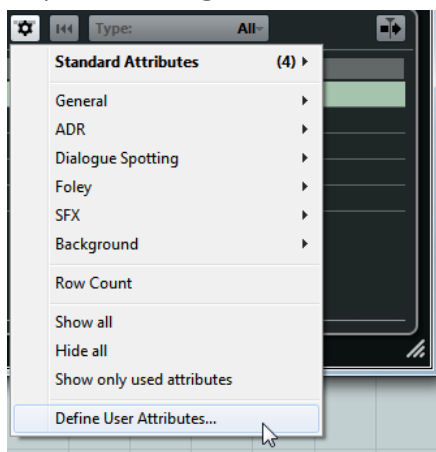 Type: All
Standard Attributes (4)
General
ADR
Dialogue Spotting
Foley
SFX
Background
Row Count
Show all
Hide all
Show only used attributes
Define User Attributes...